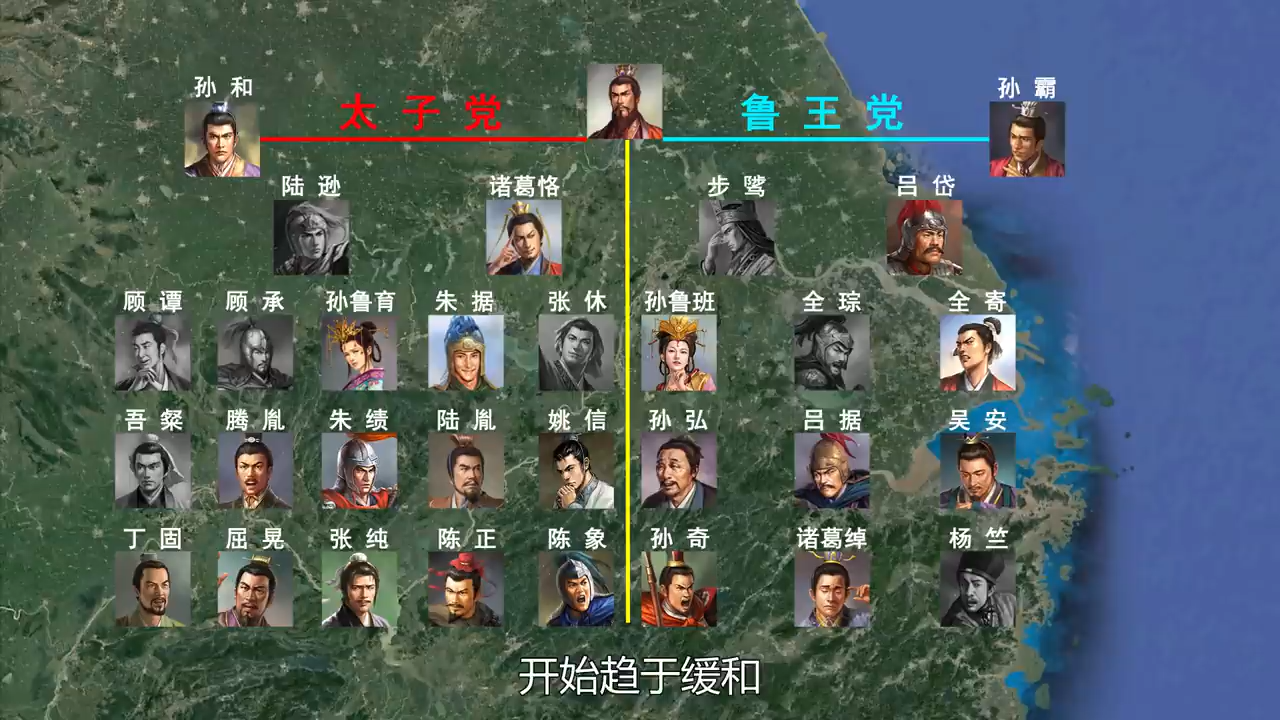 孙 和
太 子 党
鲁 王 党
孙 霸
陆 逊
诸葛恪
步 骘
吕 岱
顾 谭
顾 承
孙鲁育
朱 据
张 休
孙鲁班
全 琮
全 寄
吾 粲
腾 胤
朱 绩
陆 胤
姚 信
孙 弘
吕 据
吴 安
丁 固
屈 晃
张 纯
陈 正
陈 象
孙 奇
诸葛绰
杨 竺
开始趋于缓和